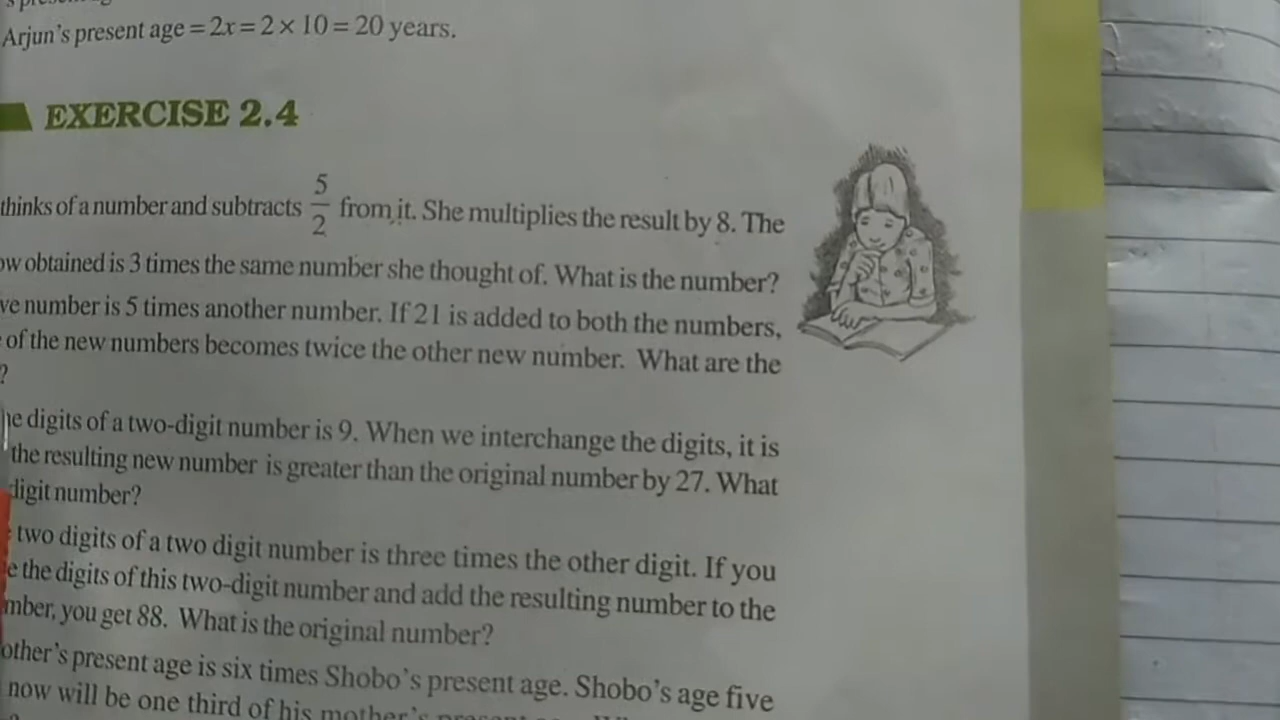 Arjun's present age = 2x = 2 × 10 = 20 years.
EXERCISE 2.4
thinks of a number and subtracts 5/2 from it. She multiplies the result by 8. The
obtained is 3 times the same number she thought of. What is the number?
number is 5 times another number. If 21 is added to both the numbers,
of the new numbers becomes twice the other new number. What are the
?
digits of a two-digit number is 9. When we interchange the digits, it is
the resulting new number is greater than the original number by 27. What
digit number?
two digits of a two digit number is three times the other digit. If you
the digits of this two-digit number and add the resulting number to the
you get 88. What is the original number?
present age is six times Shobo's present age. Shobo's age five
now will be one third of his mother's present